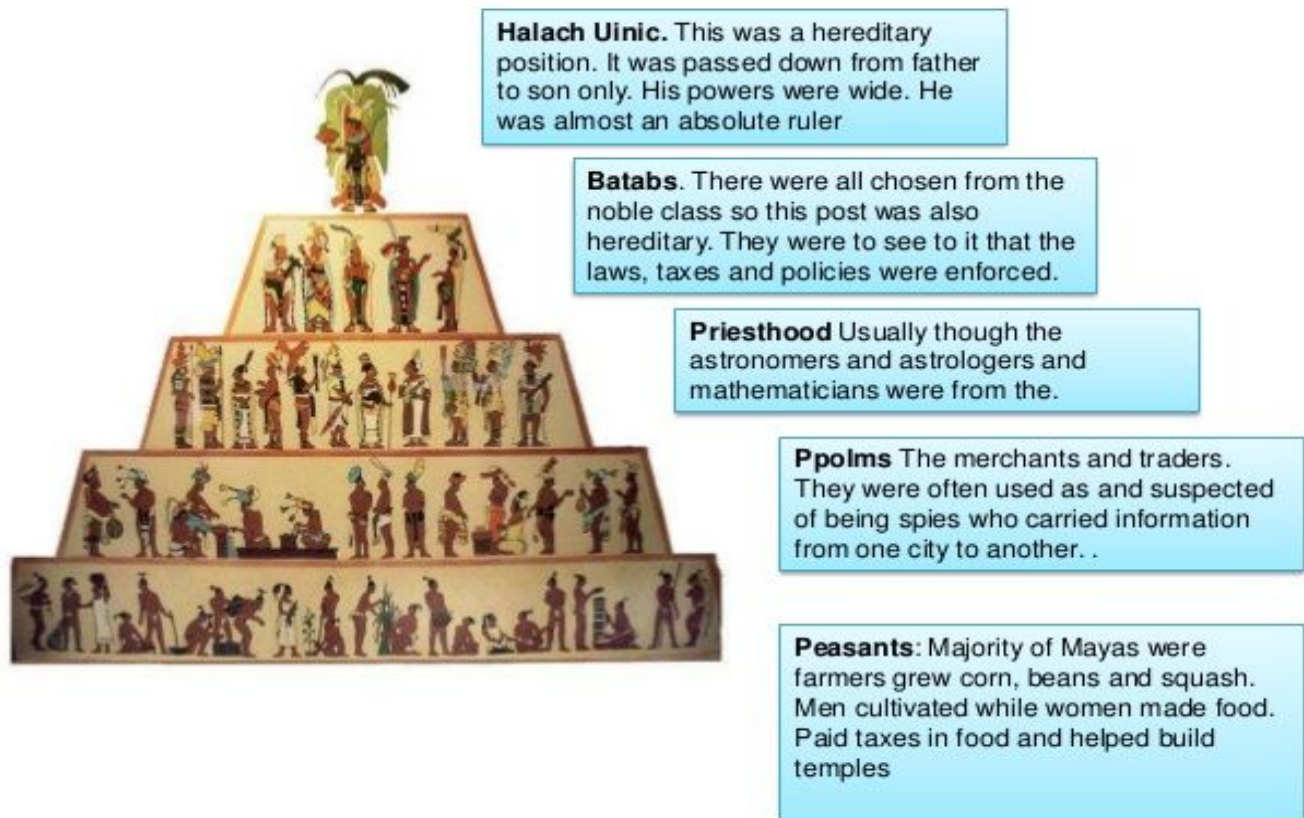 Halach Uinic. This was a hereditary
position. It was passed down from father
to son only. His powers were wide. He
was almost an absolute ruler
Batabs. There were all chosen from the
noble class so this post was also
hereditary. They were to see to it that the
laws, taxes and policies were enforced.
Priesthood Usually though the
astronomers and astrologers and
mathematicians were from the.
Ppolms The merchants and traders.
They were often used as and suspected
of being spies who carried information
from one city to another. .
Peasants: Majority of Mayas were
farmers grew corn, beans and squash.
Men cultivated while women made food.
Paid taxes in food and helped build
temples